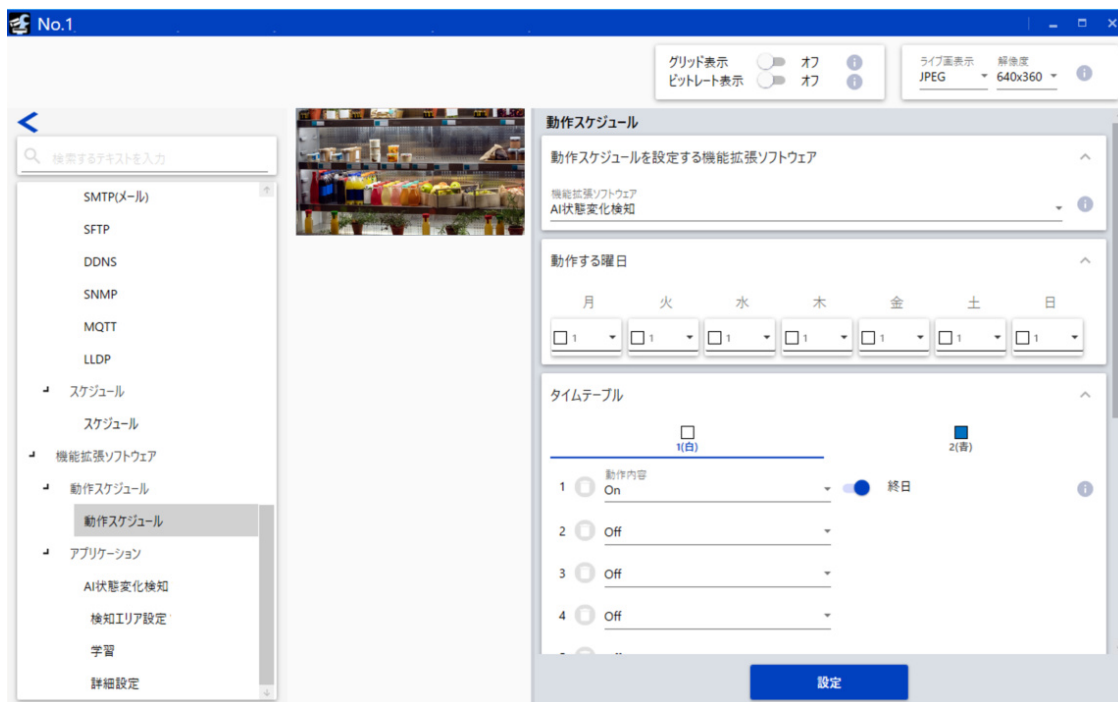 No.1
グリッド表示 オフ
ビットレート表示 オフ
ライブ画表示 解像度
JPEG 640x360
検索するテキストを入力
SMTP(メール)
SFTP
DDNS
SNMP
MQTT
LLDP
スケジュール
スケジュール
機能拡張ソフトウェア
動作スケジュール
動作スケジュール
アプリケーション
AI状態変化検知
検知エリア設定
学習
詳細設定
動作スケジュール
動作スケジュールを設定する機能拡張ソフトウェア
機能拡張ソフトウェア
AI状態変化検知
動作する曜日
月 火 水 木 金 土 日
1 1 1 1 1 1 1
タイムテーブル
1(白) 2(青)
動作内容
1 On 終日
2 Off
3 Off
4 Off
設定